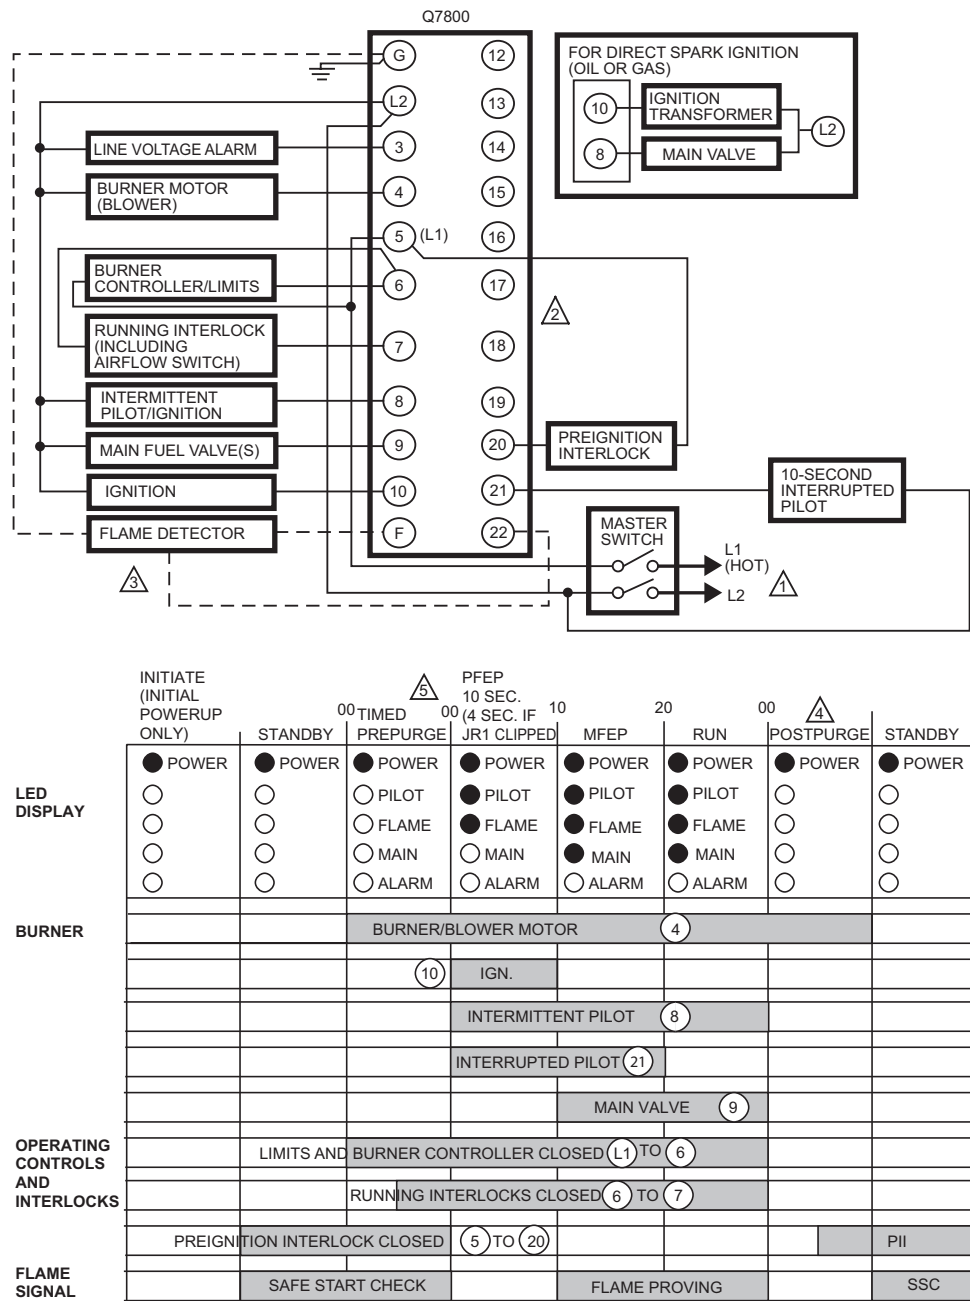 Q7800
G
12
L2
13
LINE VOLTAGE ALARM
3
14
BURNER MOTOR
(BLOWER)
4
15
5
(L1)
16
BURNER
CONTROLLER/LIMITS
6
17
2
RUNNING INTERLOCK
(INCLUDING
AIRFLOW SWITCH)
7
18
INTERMITTENT
PILOT/IGNITION
8
19
MAIN FUEL VALVE(S)
9
20
PREIGNITION
INTERLOCK
IGNITION
10
21
10-SECOND
INTERRUPTED
PILOT
FLAME DETECTOR
F
22
3
MASTER
SWITCH
L1
(HOT)
L2
1
FOR DIRECT SPARK IGNITION
(OIL OR GAS)
10
IGNITION
TRANSFORMER
8
MAIN VALVE
L2
INITIATE
(INITIAL
POWERUP
ONLY)
STANDBY
00
TIMED
PREPURGE
5
00
PFEP
10 SEC.
(4 SEC. IF
JR1 CLIPPED
10
MFEP
20
RUN
00
4
POSTPURGE
STANDBY
LED
DISPLAY
POWER POWER POWER POWER POWER POWER POWER POWER
PILOT PILOT PILOT PILOT
FLAME FLAME FLAME FLAME
MAIN MAIN MAIN MAIN
ALARM ALARM ALARM ALARM
BURNER
BURNER/BLOWER MOTOR 4
10 IGN.
INTERMITTENT PILOT 8
INTERRUPTED PILOT 21
MAIN VALVE 9
OPERATING
CONTROLS
AND
INTERLOCKS
LIMITS AND BURNER CONTROLLER CLOSED L1 TO 6
RUNNING INTERLOCKS CLOSED 6 TO 7
PREIGNITION INTERLOCK CLOSED 5 TO 20
PII
FLAME
SIGNAL
SAFE START CHECK
FLAME PROVING
SSC